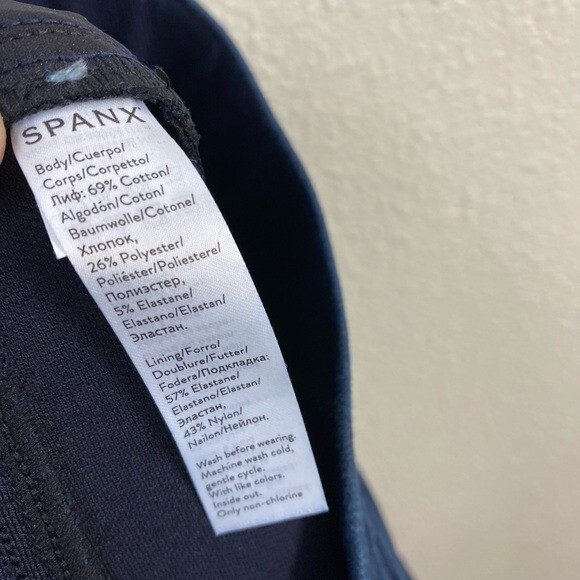 SPANX
Body/Cuerpo/
Corps/Corpetto/
Лиф: 69% Cotton/
Algodón/Coton/
Baumwolle/Cotone/
Хлопок,
26% Polyester/
Poliéster/Poliestere/
Полиэстер,
5% Elastane/
Elastano/Elastan/
Эластан.
Lining/Forro/
Doublure/Futter/
Fodera/Подкладка:
57% Elastane/
Elastano/Elastan/
Эластан,
43% Nylon/
Nailon/Нейлон.
Wash before wearing.
Machine wash cold,
gentle cycle.
With like colors.
Inside out.
Only non-chlorine